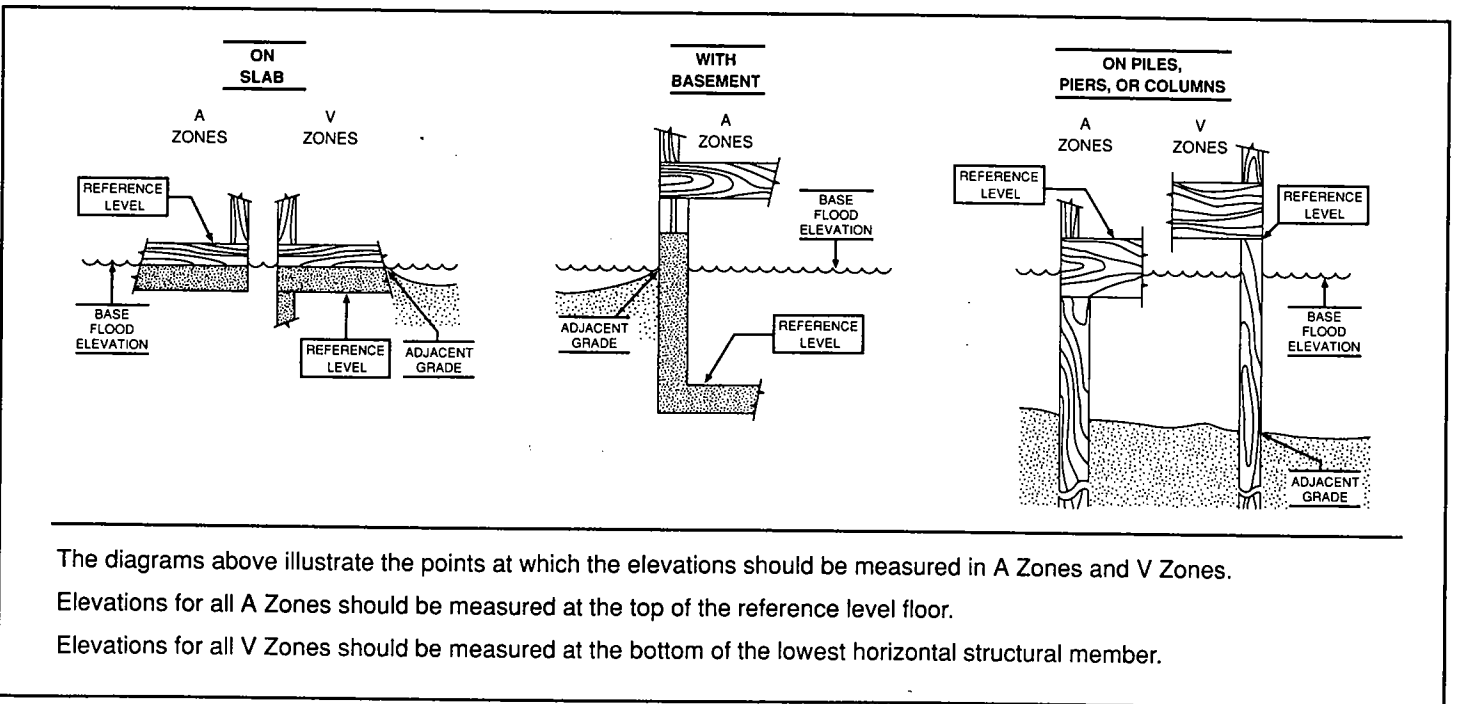 ON
SLAB
A
ZONES
V
ZONES
REFERENCE
LEVEL
BASE
FLOOD
ELEVATION
REFERENCE
LEVEL
ADJACENT
GRADE
WITH
BASEMENT
A
ZONES
BASE
FLOOD
ELEVATION
ADJACENT
GRADE
REFERENCE
LEVEL
ON PILES,
PIERS, OR COLUMNS
A
ZONES
V
ZONES
REFERENCE
LEVEL
REFERENCE
LEVEL
BASE
FLOOD
ELEVATION
ADJACENT
GRADE
The diagrams above illustrate the points at which the elevations should be measured in A Zones and V Zones.
Elevations for all A Zones should be measured at the top of the reference level floor.
Elevations for all V Zones should be measured at the bottom of the lowest horizontal structural member.